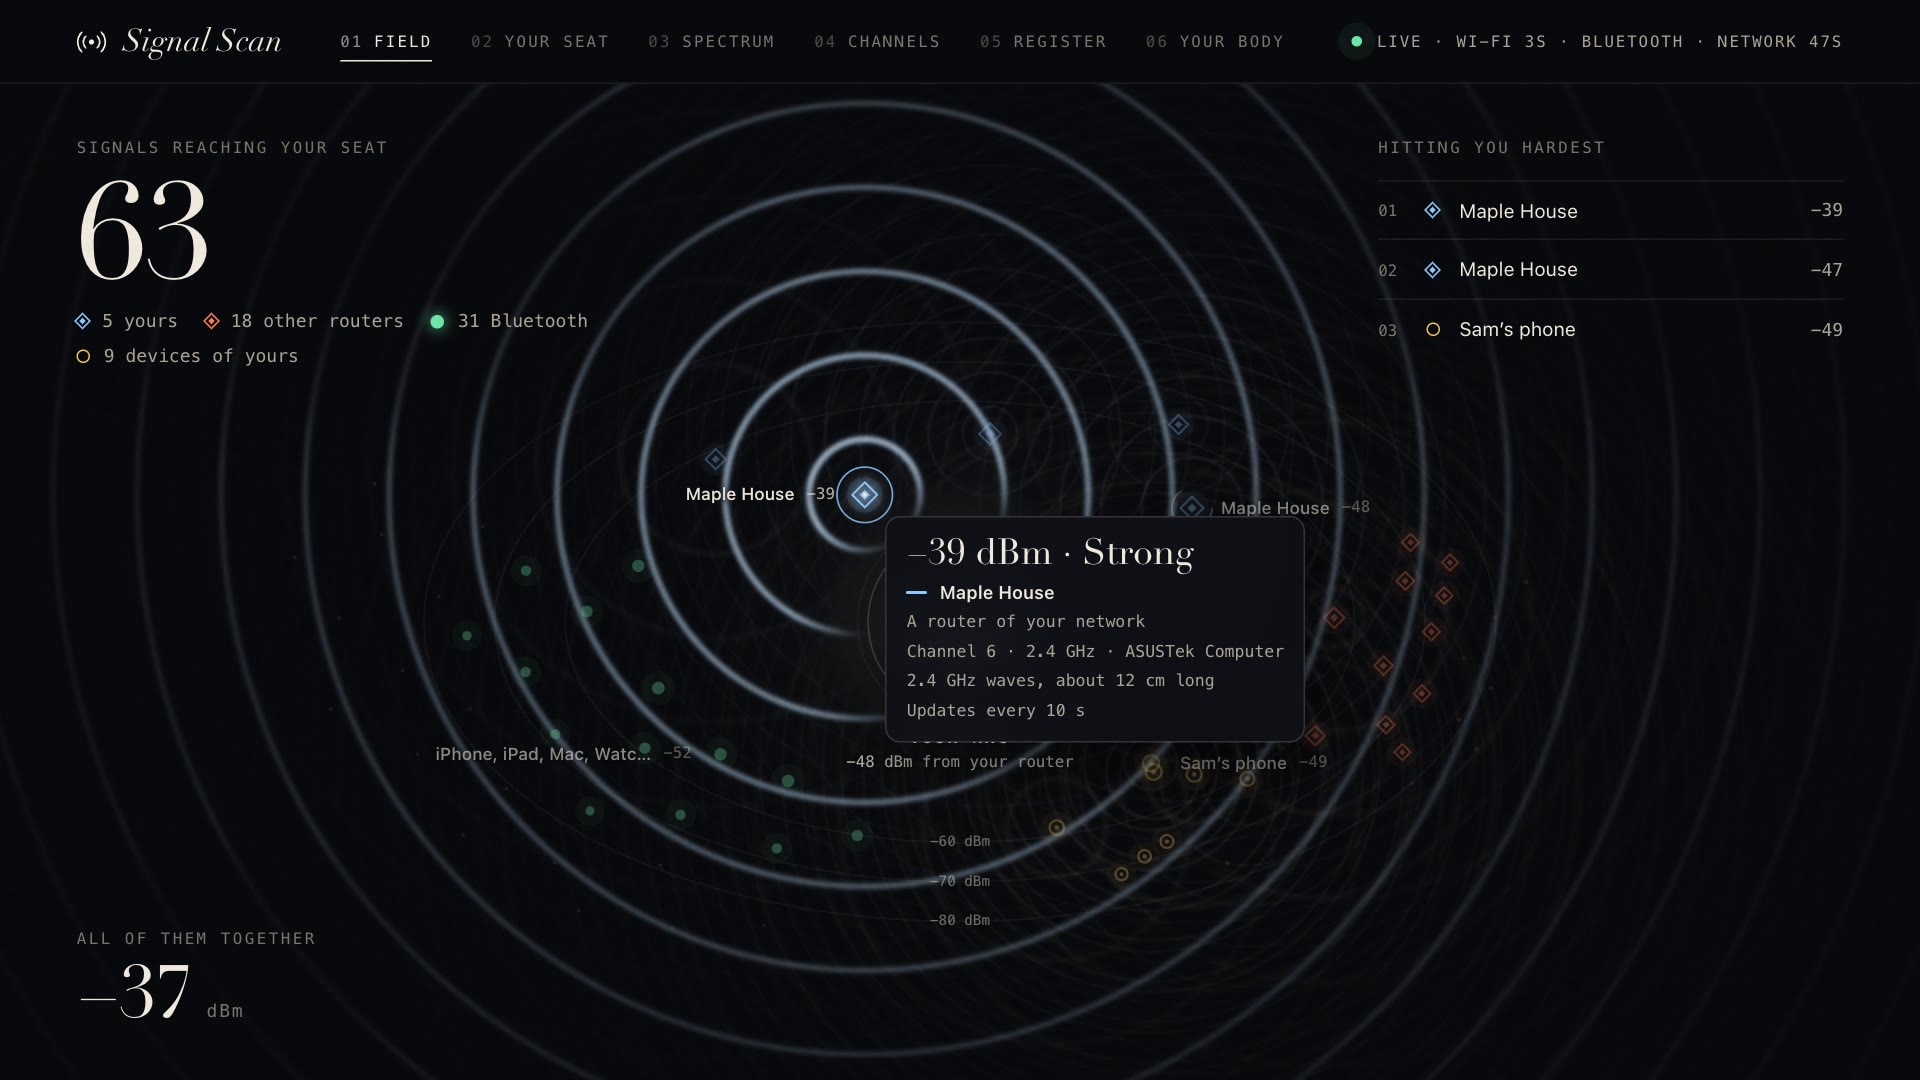 Signal Scan
01 FIELD
02 YOUR SEAT
03 SPECTRUM
04 CHANNELS
05 REGISTER
06 YOUR BODY
LIVE · WI-FI 3S · BLUETOOTH · NETWORK 47S
SIGNALS REACHING YOUR SEAT
63
5 yours 18 other routers 31 Bluetooth
9 devices of yours
HITTING YOU HARDEST
01 Maple House −39
02 Maple House −47
03 Sam’s phone −49
Maple House −39
Maple House −48
−39 dBm · Strong
Maple House
A router of your network
Channel 6 · 2.4 GHz · ASUSTek Computer
2.4 GHz waves, about 12 cm long
Updates every 10 s
iPhone, iPad, Mac, Watc… −52
−48 dBm from your router
Sam’s phone −49
−60 dBm
−70 dBm
−80 dBm
ALL OF THEM TOGETHER
−37 dBm